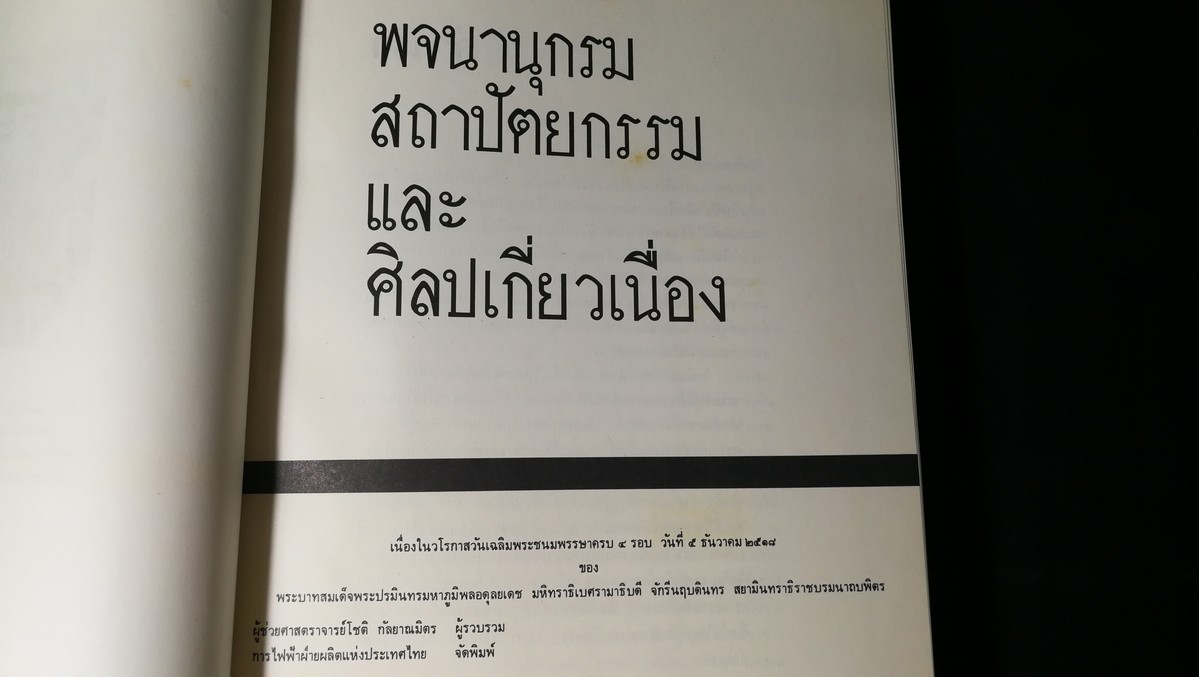 พจนานุกรม
สถาปัตยกรรม
และ
ศิลปเกี่ยวเนื่อง
เนื่องในวโรกาสวันเฉลิมพระชนมพรรษาครบ ๔ รอบ วันที่ ๕ ธันวาคม ๒๕๑๘
ของ
พระบาทสมเด็จพระปรมินทรมหาภูมิพลอดุลยเดช มหิทราธิเบศรามาธิบดี จักรีนฤบดินทร สยามินทราธิราชบรมนาถบพิตร
ผู้ช่วยศาสตราจารย์โชติ กัลยาณมิตร ผู้รวบรวม
การไฟฟ้าฝ่ายผลิตแห่งประเทศไทย จัดพิมพ์